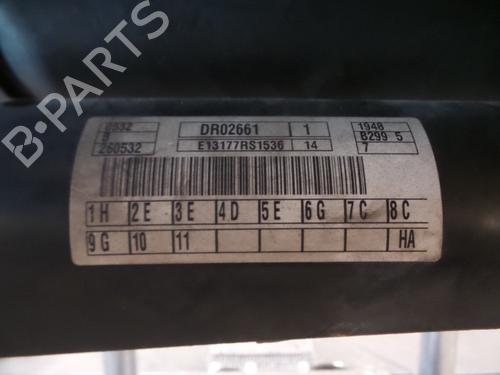 0532 DR02661 1 1948
B299 5
260532 E13177RS1536 14 7
1H 2E 3E 4D 5E 6G 7C 8C
9G 10 11 HA
B-PARTS